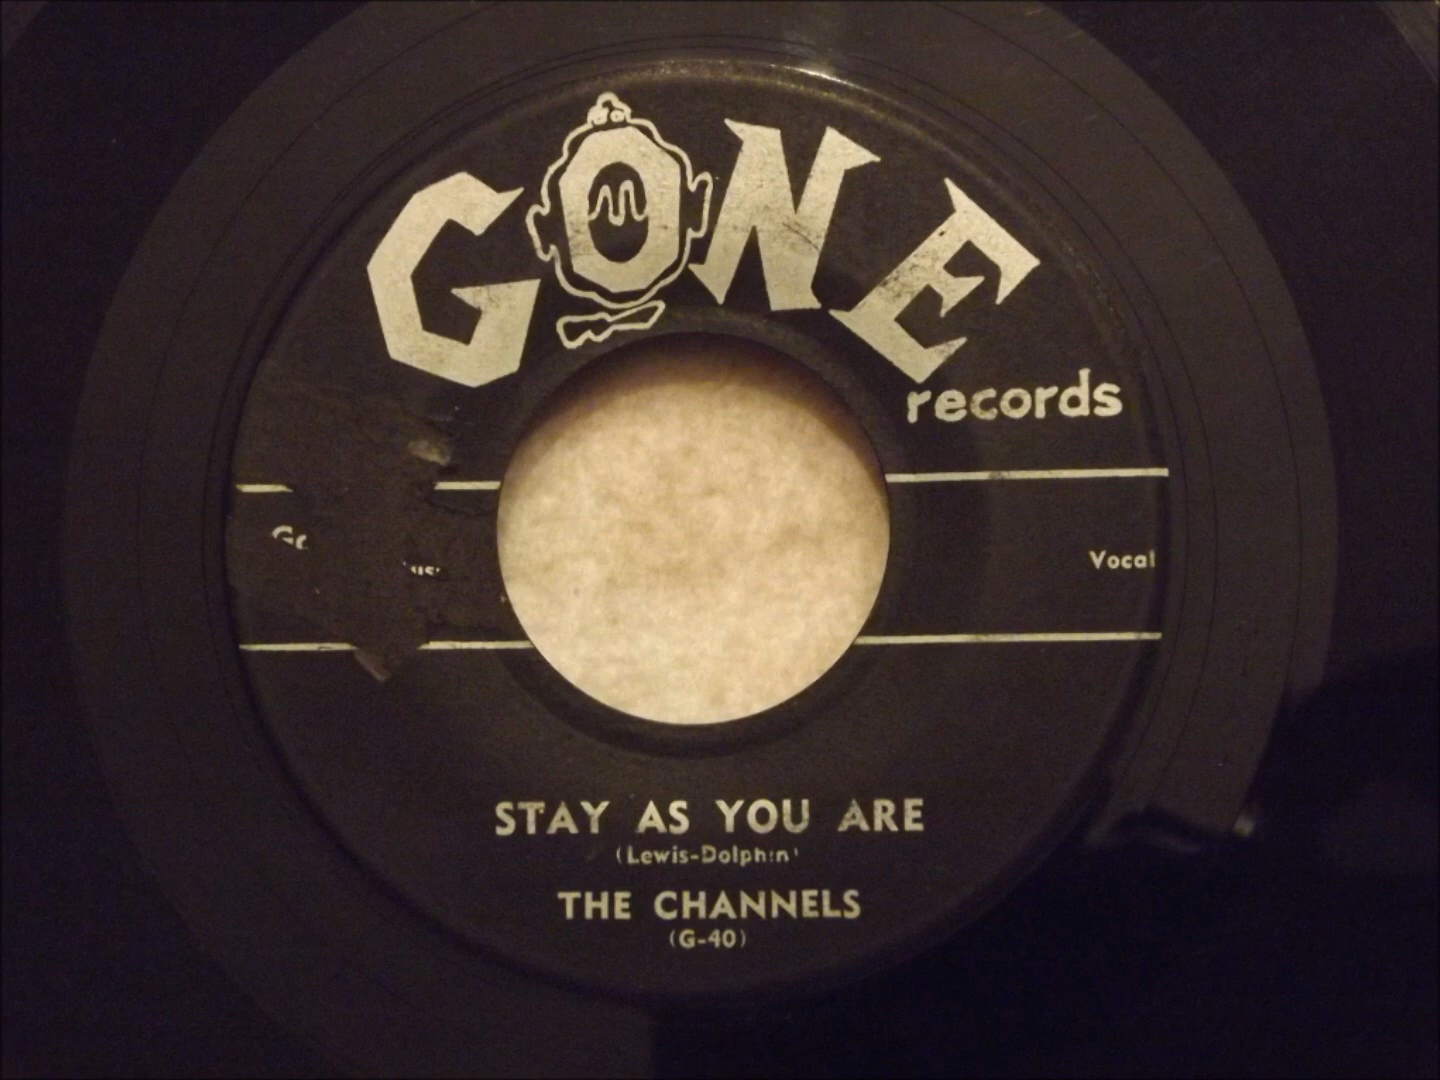 GONE
records
Vocal
STAY AS YOU ARE
(Lewis-Dolphin)
THE CHANNELS
(G-40)